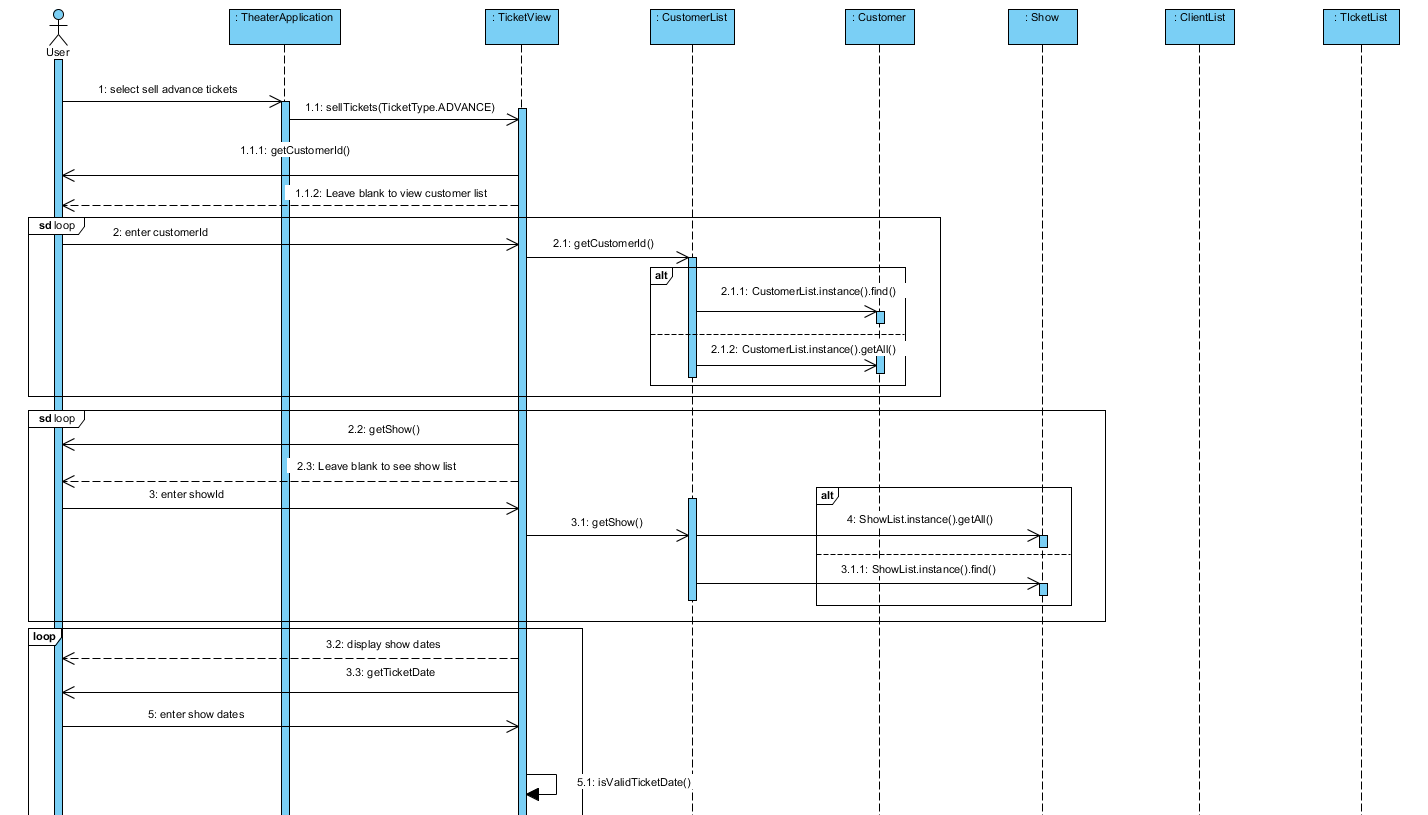 : TheaterApplication
: TicketView
: CustomerList
: Customer
: Show
: ClientList
: TIcketList
User
1: select sell advance tickets
1.1: sellTickets(TicketType.ADVANCE)
1.1.1: getCustomerId()
1.1.2: Leave blank to view customer list
sd loop
2: enter customerId
2.1: getCustomerId()
alt
2.1.1: CustomerList.instance().find()
2.1.2: CustomerList.instance().getAll()
sd loop
2.2: getShow()
2.3: Leave blank to see show list
3: enter showId
alt
3.1: getShow()
4: ShowList.instance().getAll()
3.1.1: ShowList.instance().find()
loop
3.2: display show dates
3.3: getTicketDate
5: enter show dates
5.1: isValidTicketDate()